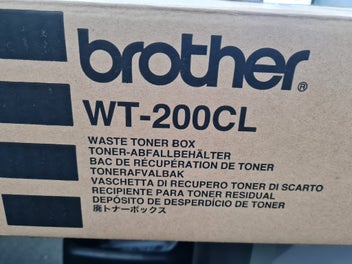 brother®
WT-200CL
WASTE TONER BOX
TONER-ABFALLBEHÄLTER
BAC DE RÉCUPÉRATION DE TONER
TONERAFVALBAK
VASCHETTA DI RECUPERO TONER DI SCARTO
RECIPIENTE PARA TONER RESIDUAL
DEPÓSITO DE DESPERDÍCIO DE TONER
廃トナーボックス